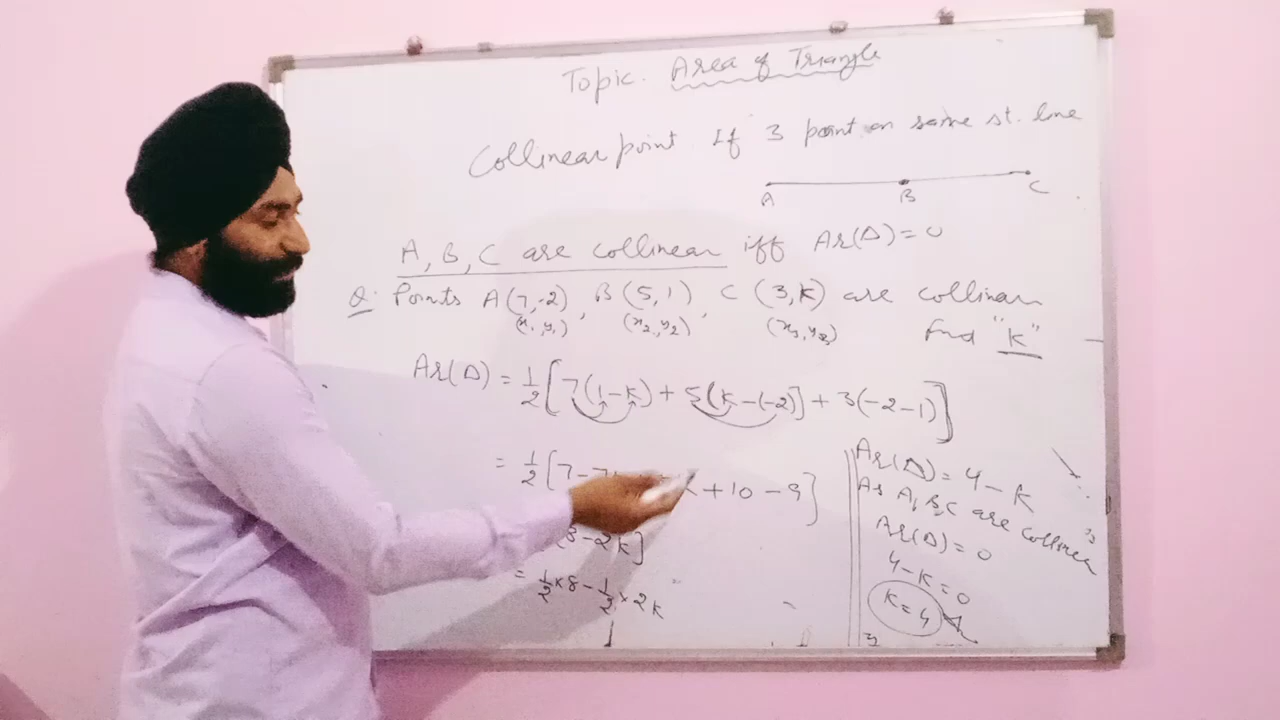 Topic. Area of Triangle
Collinear point. If 3 point on same st. line
A B C
A, B, C are collinear iff Ar(Δ) = 0
Q. Points A(7,-2), B(5,1), C(3,K) are collinear
(x₁,y₁) (x₂,y₂) (x₃,y₃) Find "K"
Ar(Δ) = 1/2[7(1-K) + 5(K-(-2)) + 3(-2-1)]
= 1/2[7-7 + 10 - 9]
8-2K]
= 1/2×8 - 1/2×2K
Ar(Δ) = 4-K
As A, B, C are collinear
Ar(Δ) = 0
4-K = 0
K = 4